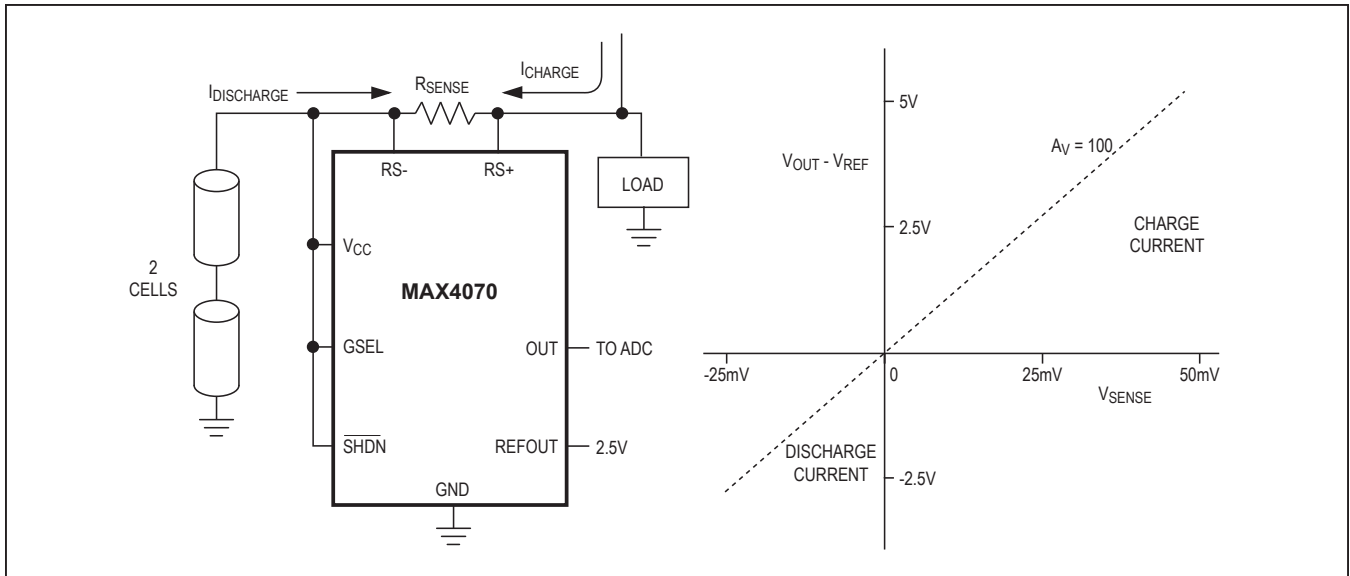 IDISCHARGE
RSENSE
ICHARGE
RS-
RS+
LOAD
VCC
2
CELLS
MAX4070
GSEL
OUT
TO ADC
SHDN
REFOUT
2.5V
GND
5V
VOUT - VREF
AV = 100
2.5V
CHARGE
CURRENT
-25mV
0
25mV
50mV
VSENSE
DISCHARGE
CURRENT
-2.5V